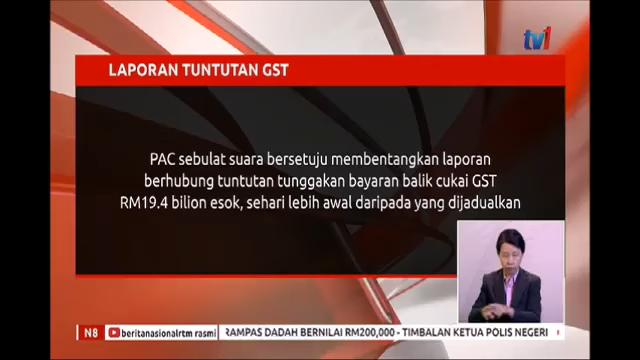 tv1
LAPORAN TUNTUTAN GST
PAC sebulat suara bersetuju membentangkan laporan
berhubung tuntutan tunggakan bayaran balik cukai GST
RM19.4 bilion esok, sehari lebih awal daripada yang dijadualkan
N8 beritanasionalrtm rasmi RAMPAS DADAH BERNILAI RM200,000 - TIMBALAN KETUA POLIS NEGERI